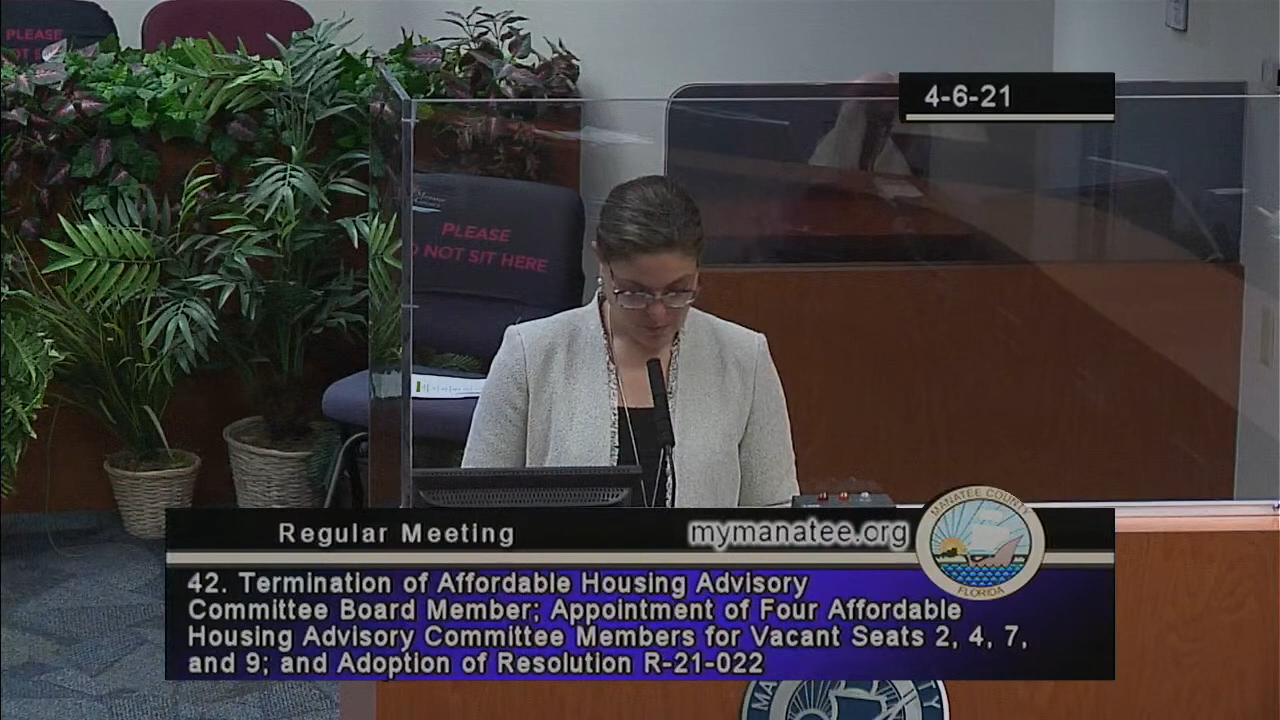 PLEASE
4-6-21
PLEASE
NOT SIT HERE
Regular Meeting
mymanatee.org
MANATEE COUNTY
FLORIDA
42. Termination of Affordable Housing Advisory
Committee Board Member; Appointment of Four Affordable
Housing Advisory Committee Members for Vacant Seats 2, 4, 7,
and 9; and Adoption of Resolution R-21-022